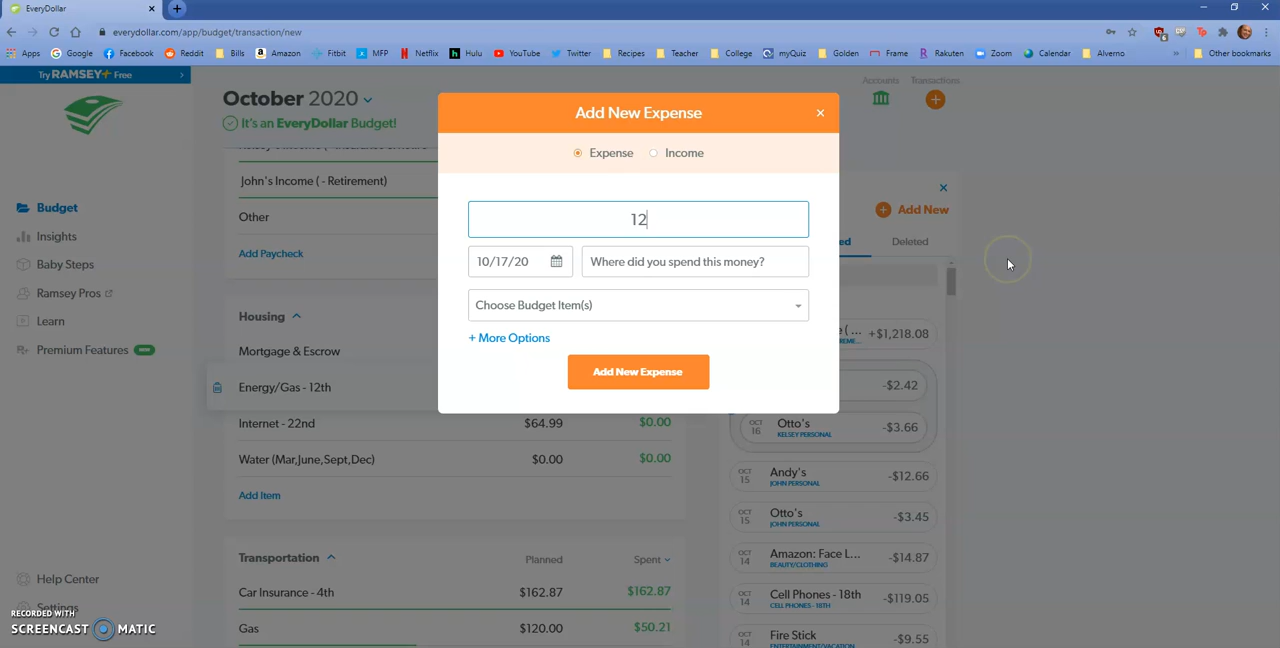 EveryDollar
everydollar.com/app/budget/transaction/new
Apps Google Facebook Reddit Bills Amazon Fitbit MFP Netflix Hulu YouTube Twitter Recipes Teacher College myQuiz Golden Frame Rakuten Zoom Calendar Alverno » Other bookmarks
Try RAMSEY+ Free
October 2020
It's an EveryDollar Budget!
Accounts
Transactions
Budget
Insights
Baby Steps
Ramsey Pros
Learn
Premium Features
Help Center
Settings
John's Income ( - Retirement)
Other
Add Paycheck
Housing
Mortgage & Escrow
Energy/Gas - 12th
Internet - 22nd $64.99 $0.00
Water (Mar,June,Sept,Dec) $0.00 $0.00
Add Item
Transportation Planned Spent
Car Insurance - 4th $162.87 $162.87
Gas $120.00 $50.21
Add New Expense
Expense Income
12
10/17/20 Where did you spend this money?
Choose Budget Item(s)
+ More Options
Add New Expense
Add New
Deleted
+$1,218.08
-$2.42
OCT 16 Otto's -$3.66
KELSEY PERSONAL
OCT 15 Andy's -$12.66
JOHN PERSONAL
OCT 15 Otto's -$3.45
JOHN PERSONAL
OCT 14 Amazon: Face L... -$14.87
BEAUTY/CLOTHING
OCT 14 Cell Phones - 18th -$119.05
CELL PHONES - 18TH
OCT 14 Fire Stick -$9.55
ENTERTAINMENT/VACATION
RECORDED WITH
SCREENCAST MATIC